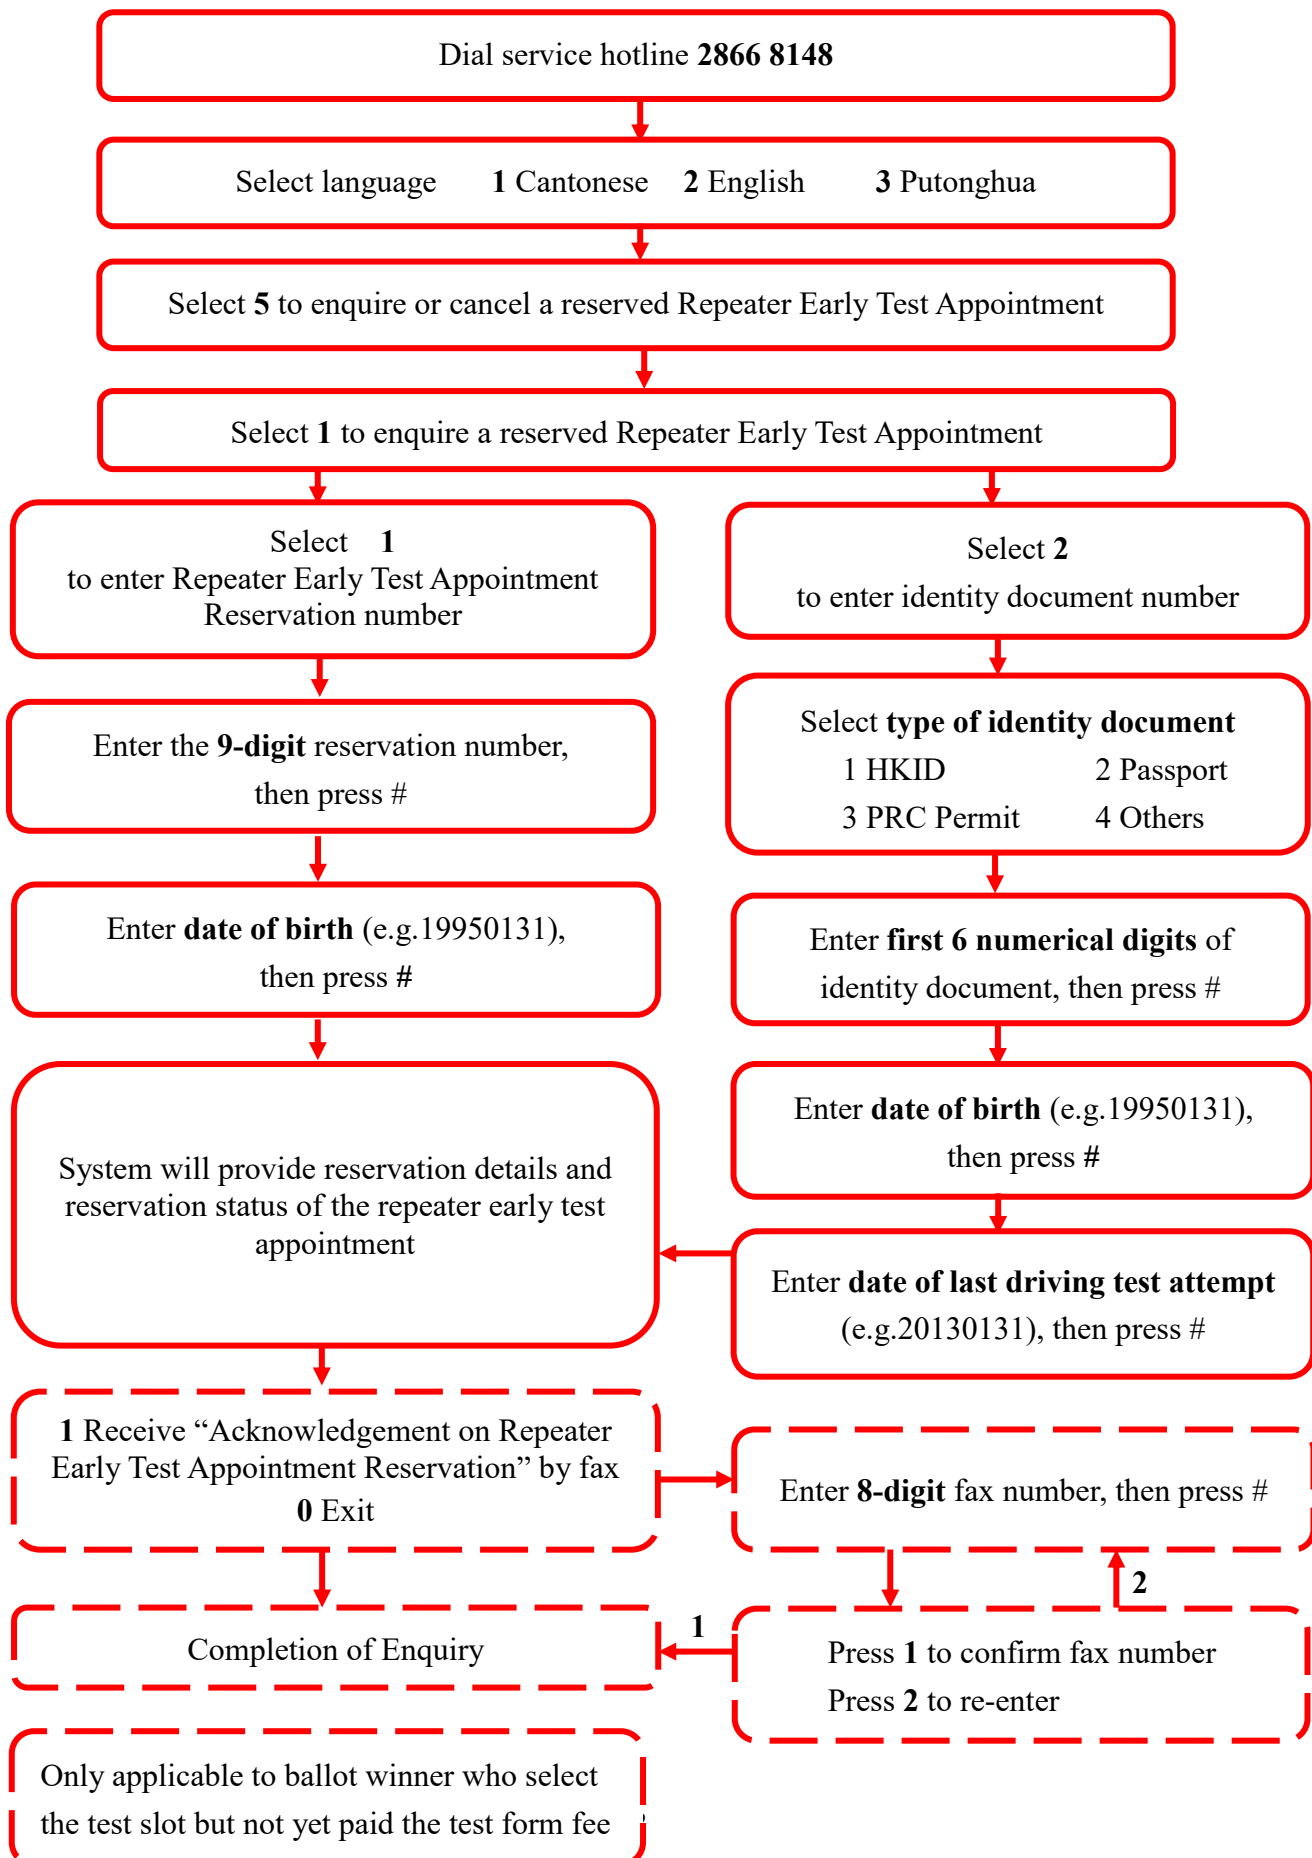 Dial service hotline 2866 8148
Select language 1 Cantonese 2 English 3 Putonghua
Select 5 to enquire or cancel a reserved Repeater Early Test Appointment
Select 1 to enquire a reserved Repeater Early Test Appointment
Select 1
to enter Repeater Early Test Appointment
Reservation number
Select 2
to enter identity document number
Enter the 9-digit reservation number,
then press #
Select type of identity document
1 HKID 2 Passport
3 PRC Permit 4 Others
Enter date of birth (e.g.19950131),
then press #
Enter first 6 numerical digits of
identity document, then press #
System will provide reservation details and
reservation status of the repeater early test
appointment
Enter date of birth (e.g.19950131),
then press #
Enter date of last driving test attempt
(e.g.20130131), then press #
1 Receive “Acknowledgement on Repeater
Early Test Appointment Reservation” by fax
0 Exit
Enter 8-digit fax number, then press #
2
1
Completion of Enquiry
Press 1 to confirm fax number
Press 2 to re-enter
Only applicable to ballot winner who select
the test slot but not yet paid the test form fee